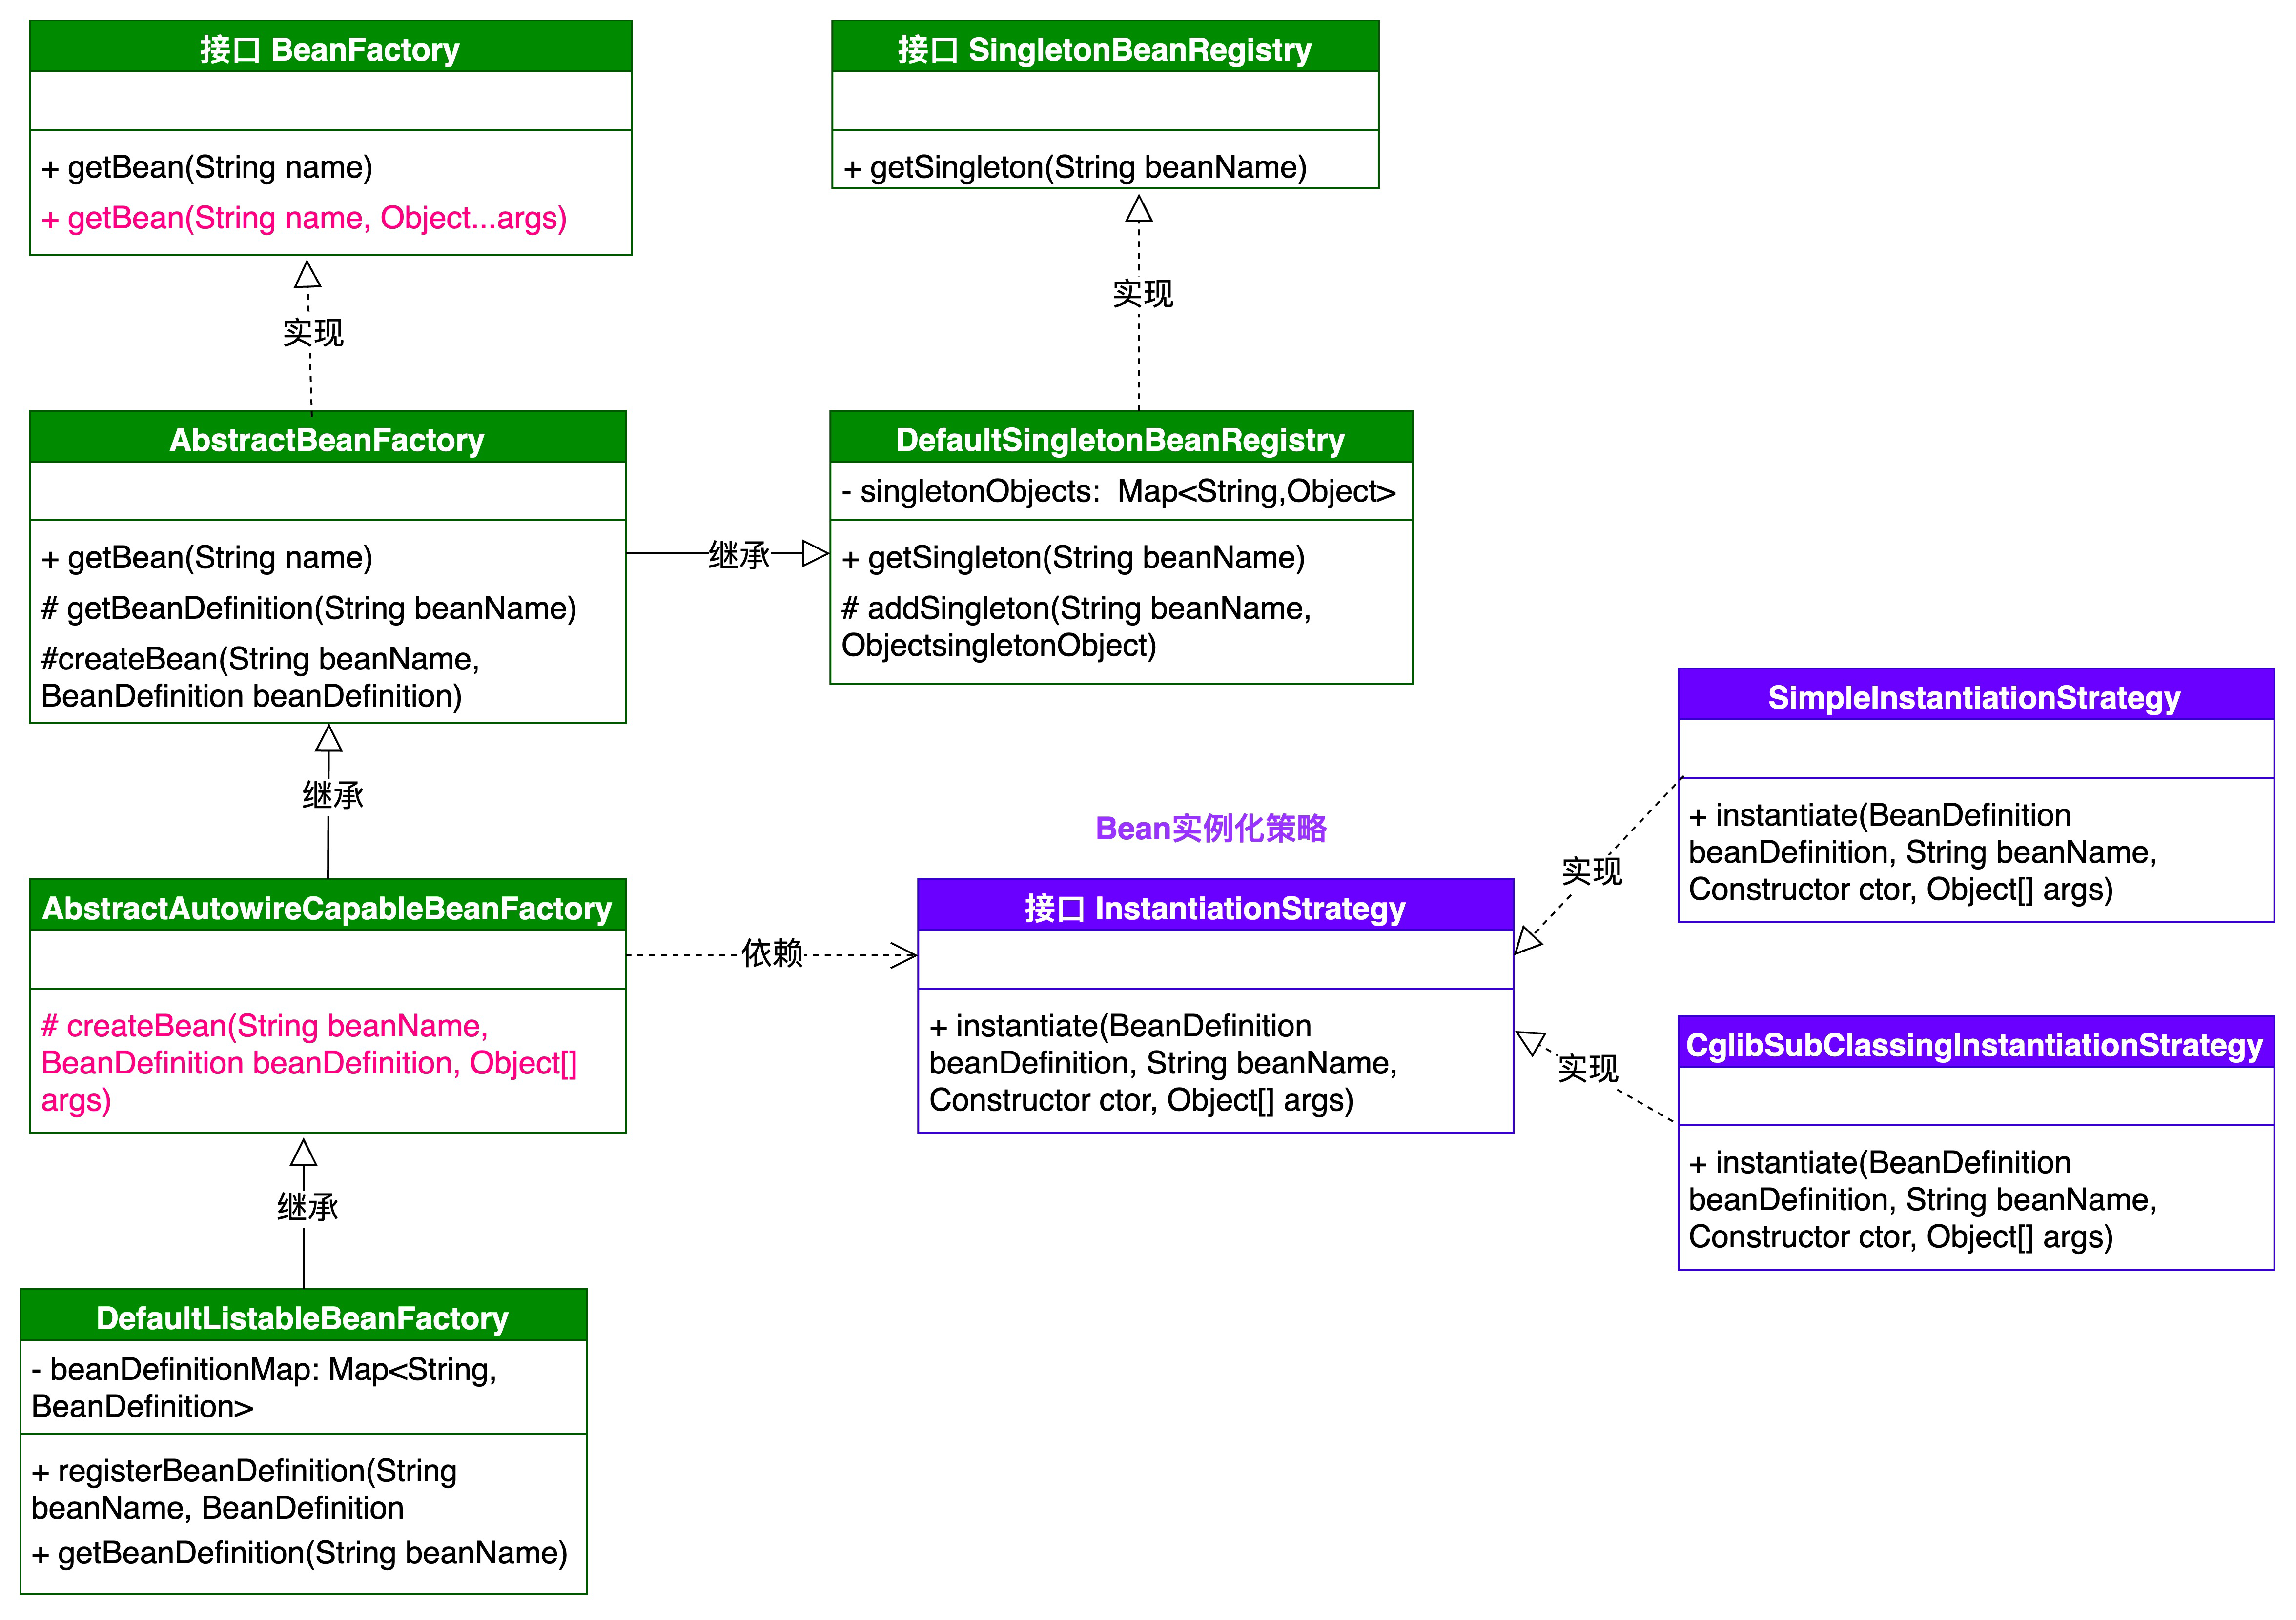 接口 BeanFactory
+ getBean(String name)
+ getBean(String name, Object...args)
接口 SingletonBeanRegistry
+ getSingleton(String beanName)
实现
实现
AbstractBeanFactory
+ getBean(String name)
# getBeanDefinition(String beanName)
#createBean(String beanName,
BeanDefinition beanDefinition)
继承
DefaultSingletonBeanRegistry
- singletonObjects:  Map<String,Object>
+ getSingleton(String beanName)
# addSingleton(String beanName,
ObjectsingletonObject)
继承
AbstractAutowireCapableBeanFactory
# createBean(String beanName,
BeanDefinition beanDefinition, Object[]
args)
依赖
Bean实例化策略
接口 InstantiationStrategy
+ instantiate(BeanDefinition
beanDefinition, String beanName,
Constructor ctor, Object[] args)
实现
SimpleInstantiationStrategy
+ instantiate(BeanDefinition
beanDefinition, String beanName,
Constructor ctor, Object[] args)
实现
CglibSubClassingInstantiationStrategy
+ instantiate(BeanDefinition
beanDefinition, String beanName,
Constructor ctor, Object[] args)
继承
DefaultListableBeanFactory
- beanDefinitionMap: Map<String,
BeanDefinition>
+ registerBeanDefinition(String
beanName, BeanDefinition
+ getBeanDefinition(String beanName)